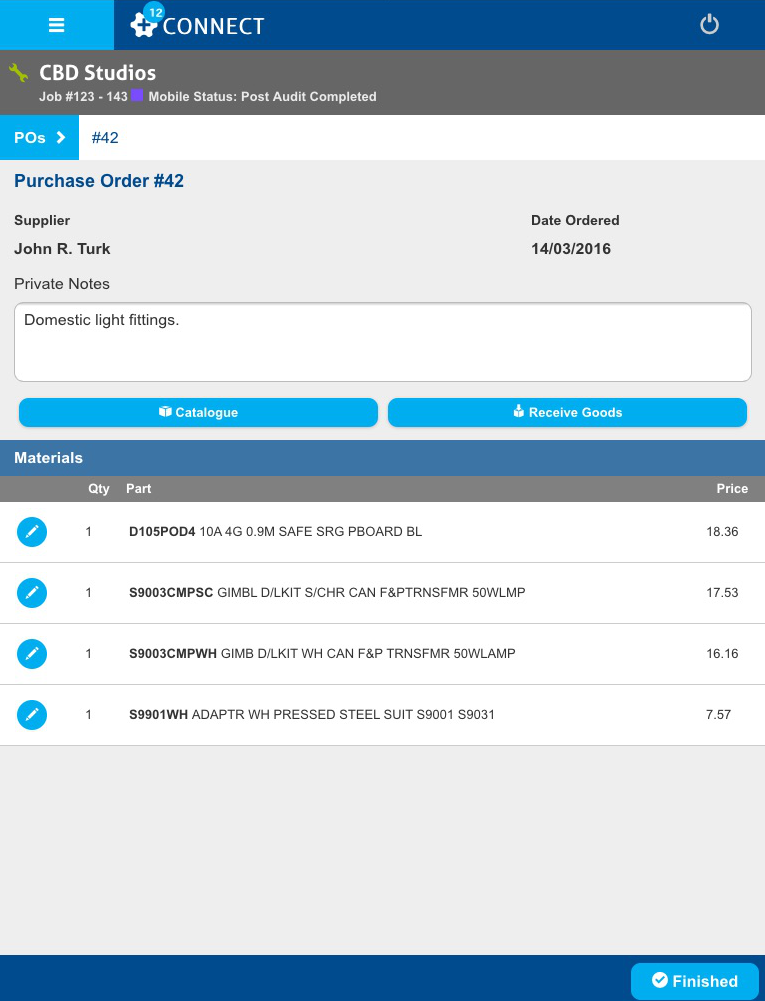 12
CONNECT
CBD Studios
Job #123 - 143 Mobile Status: Post Audit Completed
POs #42
Purchase Order #42
Supplier Date Ordered
John R. Turk 14/03/2016
Private Notes
Domestic light fittings.
Catalogue Receive Goods
Materials
Qty Part Price
1 D105POD4 10A 4G 0.9M SAFE SRG PBOARD BL 18.36
1 S9003CMPSC GIMBL D/LKIT S/CHR CAN F&PTRNSFMR 50WLMP 17.53
1 S9003CMPWH GIMB D/LKIT WH CAN F&P TRNSFMR 50WLAMP 16.16
1 S9901WH ADAPTR WH PRESSED STEEL SUIT S9001 S9031 7.57
Finished